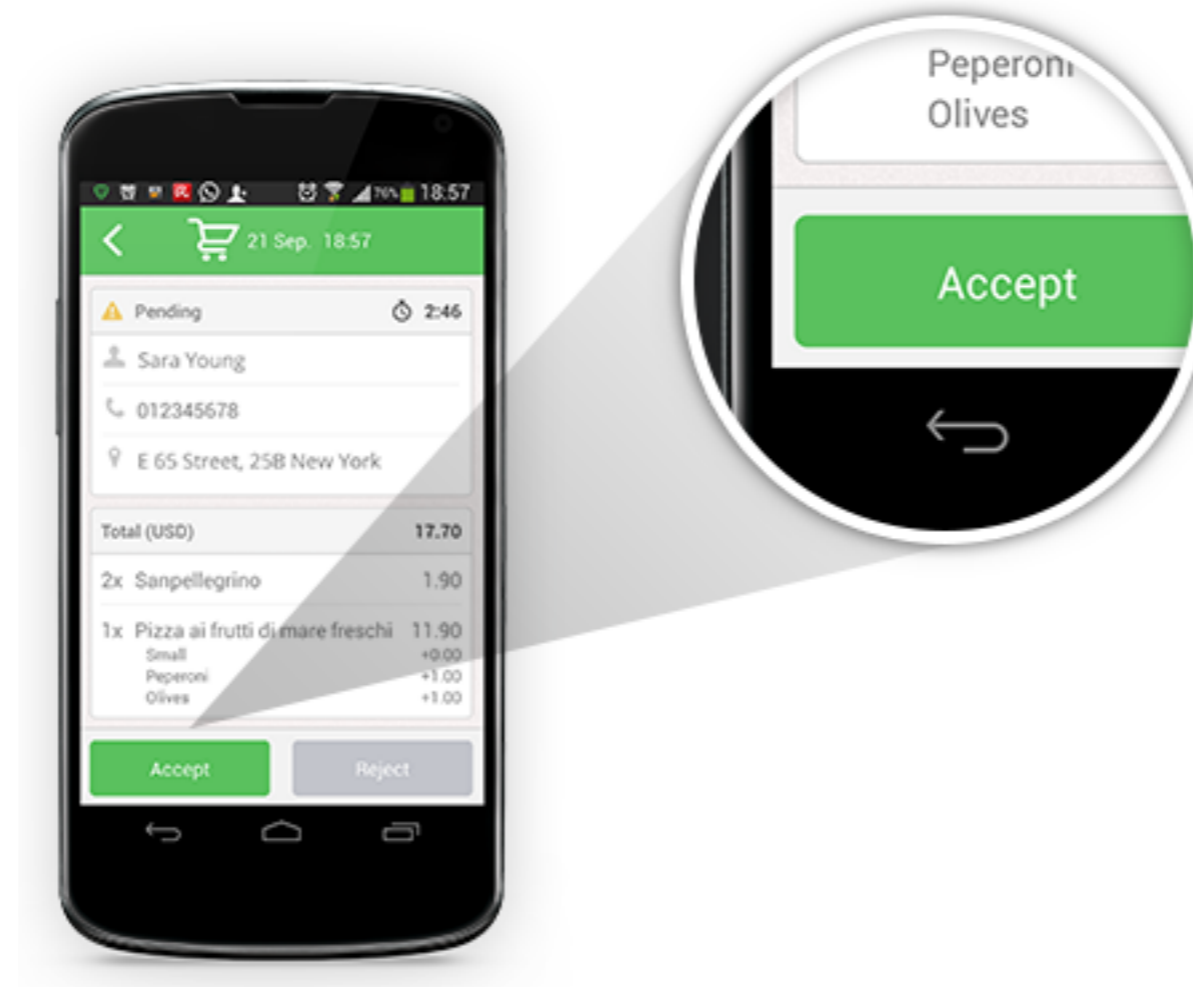 76% 18:57
21 Sep. 18:57
Pending 2:46
Sara Young
012345678
E 65 Street, 25B New York
Total (USD) 17.70
2x Sanpellegrino 1.90
1x Pizza ai frutti di mare freschi 11.90
Small +0.00
Peperoni +1.00
Olives +1.00
Accept Reject
Peperoni
Olives
Accept